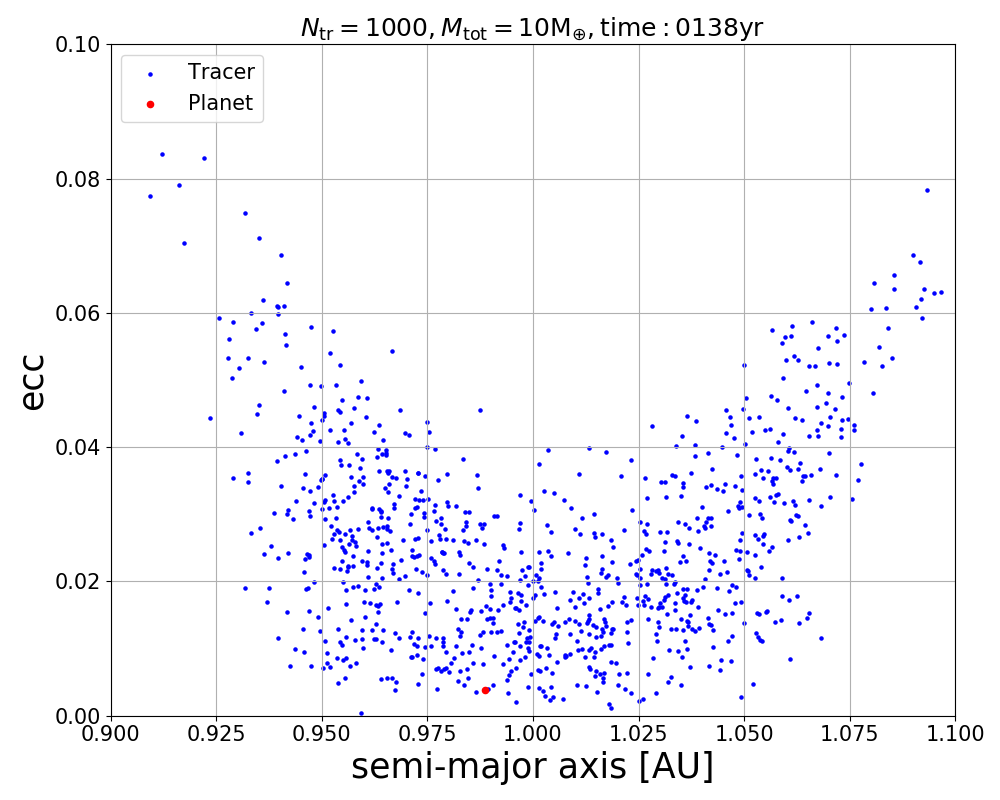 N_tr = 1000, M_tot = 10M_⊕, time : 0138yr
Tracer
Planet
0.10
0.08
0.06
0.04
0.02
0.00
ecc
0.900 0.925 0.950 0.975 1.000 1.025 1.050 1.075 1.100
semi-major axis [AU]